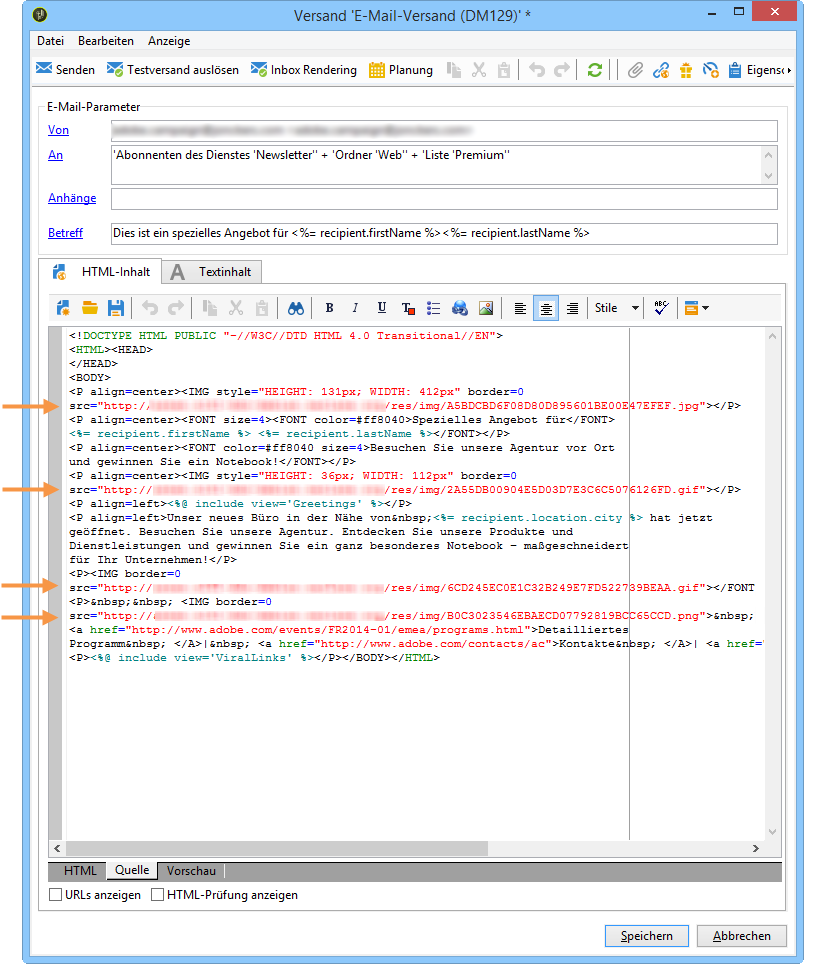 Versand 'E-Mail-Versand (DM129)' *
Datei Bearbeiten Anzeige
Senden Testversand auslösen Inbox Rendering Planung Eigensc
E-Mail-Parameter
Von
An 'Abonnenten des Dienstes 'Newsletter'' + 'Ordner 'Web'' + 'Liste 'Premium''
Anhänge
Betreff Dies ist ein spezielles Angebot für <%= recipient.firstName %><%= recipient.lastName %>
HTML-Inhalt A Textinhalt
B I U T Stile ABC
<!DOCTYPE HTML PUBLIC "-//W3C//DTD HTML 4.0 Transitional//EN">
<HTML><HEAD>
</HEAD>
<BODY>
<P align=center><IMG style="HEIGHT: 131px; WIDTH: 412px" border=0
src="http:/ /res/img/A5BDCBD6F08D80D895601BE00E47EFEF.jpg"></P>
<P align=center><FONT size=4><FONT color=#ff8040>Spezielles Angebot für</FONT>
<%= recipient.firstName %> <%= recipient.lastName %></FONT></P>
<P align=center><FONT color=#ff8040 size=4>Besuchen Sie unsere Agentur vor Ort
und gewinnen Sie ein Notebook!</FONT></P>
<P align=center><IMG style="HEIGHT: 36px; WIDTH: 112px" border=0
src="http:/ /res/img/2A55DB00904E5D03D7E3C6C5076126FD.gif"></P>
<P align=left><%@ include view='Greetings' %></P>
<P align=left>Unser neues Büro in der Nähe von&nbsp;<%= recipient.location.city %> hat jetzt
geöffnet. Besuchen Sie unsere Agentur. Entdecken Sie unsere Produkte und
Dienstleistungen und gewinnen Sie ein ganz besonderes Notebook – maßgeschneidert
für Ihr Unternehmen!</P>
<P><IMG border=0
src="http:/ /res/img/6CD245EC0E1C32B249E7FD522739BEAA.gif"></FONT
<P>&nbsp;&nbsp; <IMG border=0
src="http:/ /res/img/B0C3023546EBAECD07792819BCC65CCD.png">&nbsp;
<a href="http://www.adobe.com/events/FR2014-01/emea/programs.html">Detailliertes
Programm&nbsp; </A>|&nbsp; <a href="http://www.adobe.com/contacts/ac">Kontakte&nbsp; </A>| <a href="
<P><%@ include view='ViralLinks' %></P></BODY></HTML>
HTML Quelle Vorschau
URLs anzeigen HTML-Prüfung anzeigen
Speichern Abbrechen